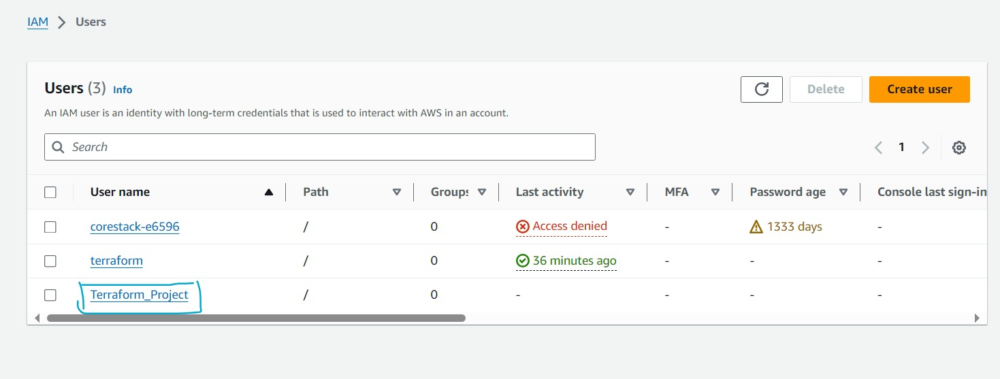 IAM > Users
Users (3) Info
Delete
Create user
An IAM user is an identity with long-term credentials that is used to interact with AWS in an account.
Search
1
User name Path Groups Last activity MFA Password age Console last sign-in
corestack-e6596 / 0 Access denied - 1333 days -
terraform / 0 36 minutes ago - - -
Terraform_Project / 0 - - - -